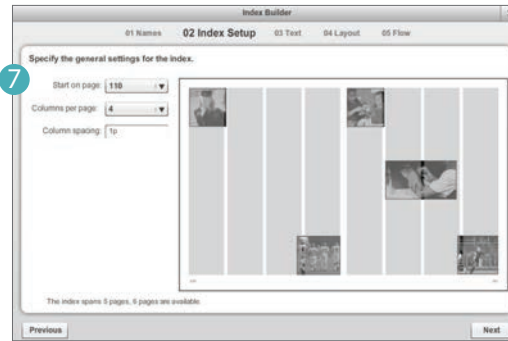 Index Builder
01 Names 02 Index Setup 03 Text 04 Layout 05 Flow
Specify the general settings for the index.
7
Start on page: 110
Columns per page: 4
Column spacing: 1p
The index spans 5 pages, 6 pages are available.
Previous Next